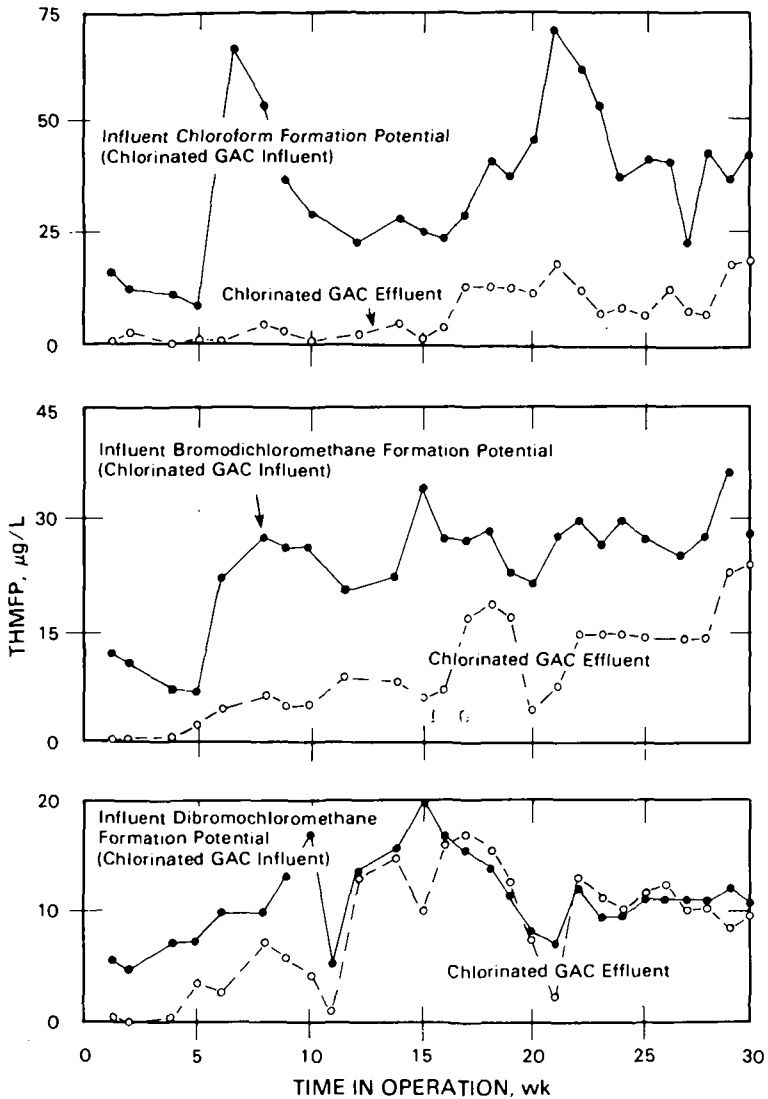 75
50
25
0
Influent Chloroform Formation Potential
(Chlorinated GAC Influent)
Chlorinated GAC Effluent
THMFP, µg/L
45
30
15
0
Influent Bromodichloromethane Formation Potential
(Chlorinated GAC Influent)
Chlorinated GAC Effluent
20
10
0
Influent Dibromochloromethane
Formation Potential
(Chlorinated GAC Influent)
Chlorinated GAC Effluent
0 5 10 15 20 25 30
TIME IN OPERATION, wk